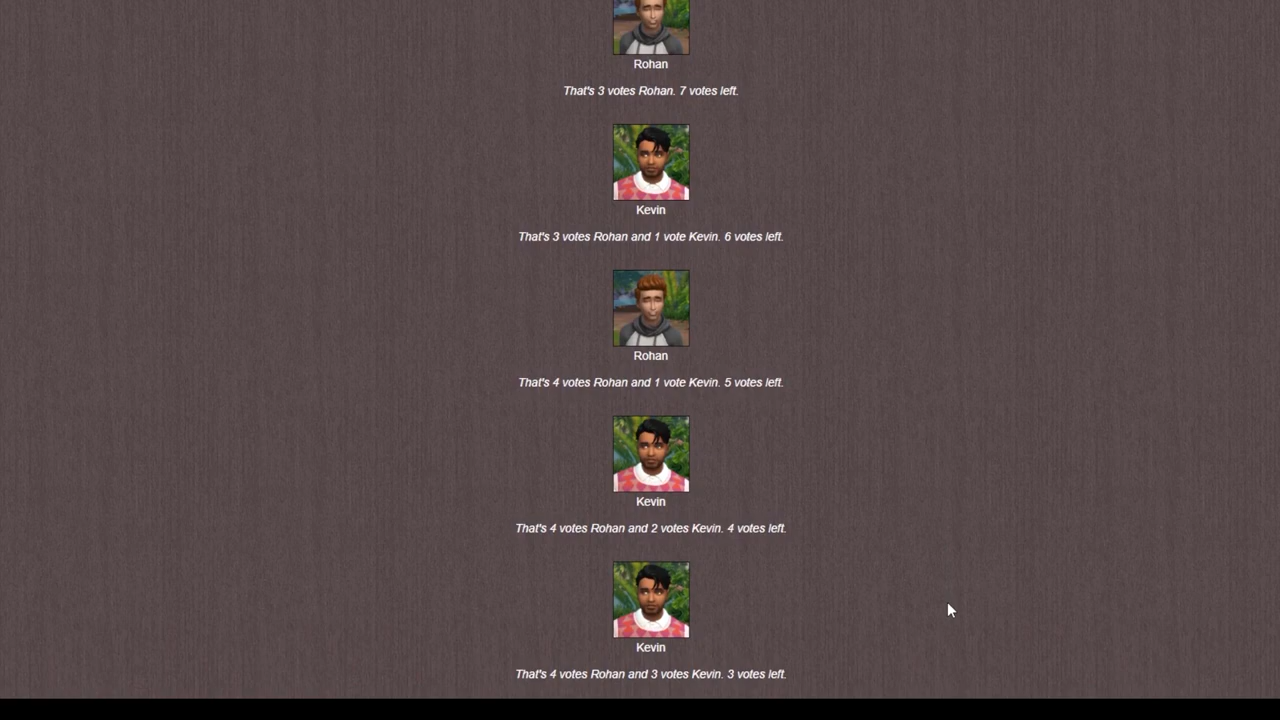 Rohan
That's 3 votes Rohan. 7 votes left.
Kevin
That's 3 votes Rohan and 1 vote Kevin. 6 votes left.
Rohan
That's 4 votes Rohan and 1 vote Kevin. 5 votes left.
Kevin
That's 4 votes Rohan and 2 votes Kevin. 4 votes left.
Kevin
That's 4 votes Rohan and 3 votes Kevin. 3 votes left.